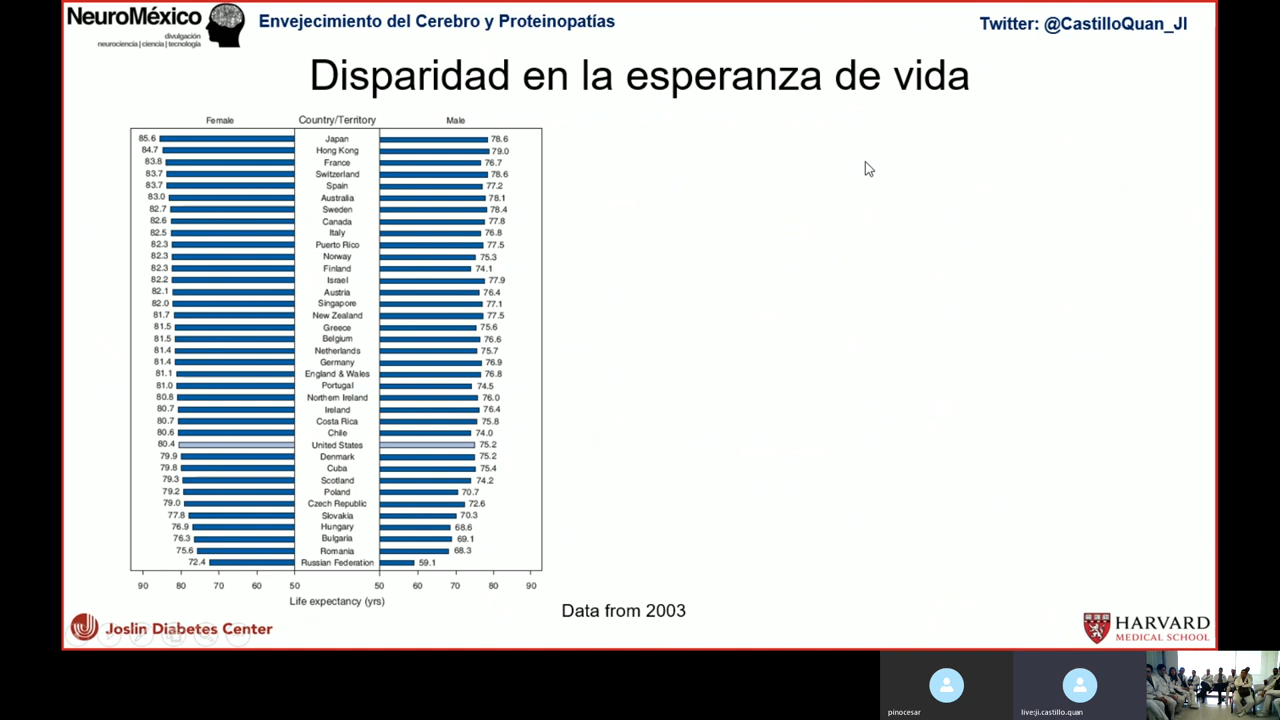 NeuroMéxico
divulgación
neurociencia | ciencia | tecnología
Envejecimiento del Cerebro y Proteinopatías
Twitter: @CastilloQuan_JI
Disparidad en la esperanza de vida
Female Country/Territory Male
85.6 Japan 78.6
84.7 Hong Kong 79.0
83.8 France 76.7
83.7 Switzerland 78.6
83.7 Spain 77.2
83.0 Australia 78.1
82.7 Sweden 78.4
82.6 Canada 77.8
82.5 Italy 76.8
82.3 Puerto Rico 77.5
82.3 Norway 75.3
82.3 Finland 74.1
82.2 Israel 77.9
82.1 Austria 76.4
82.0 Singapore 77.1
81.7 New Zealand 77.5
81.5 Greece 75.6
81.5 Belgium 76.6
81.4 Netherlands 75.7
81.4 Germany 76.9
81.1 England & Wales 76.8
81.0 Portugal 74.5
80.8 Northern Ireland 76.0
80.7 Ireland 76.4
80.7 Costa Rica 75.8
80.6 Chile 74.0
80.4 United States 75.2
79.9 Denmark 75.2
79.8 Cuba 75.4
79.3 Scotland 74.2
79.2 Poland 70.7
79.0 Czech Republic 72.6
77.8 Slovakia 70.3
76.9 Hungary 68.6
76.3 Bulgaria 69.1
75.6 Romania 68.3
72.4 Russian Federation 59.1
90 80 70 60 50 50 60 70 80 90
Life expectancy (yrs)
Data from 2003
Joslin Diabetes Center
HARVARD
MEDICAL SCHOOL
pinocesar
live:ji.castillo.quan